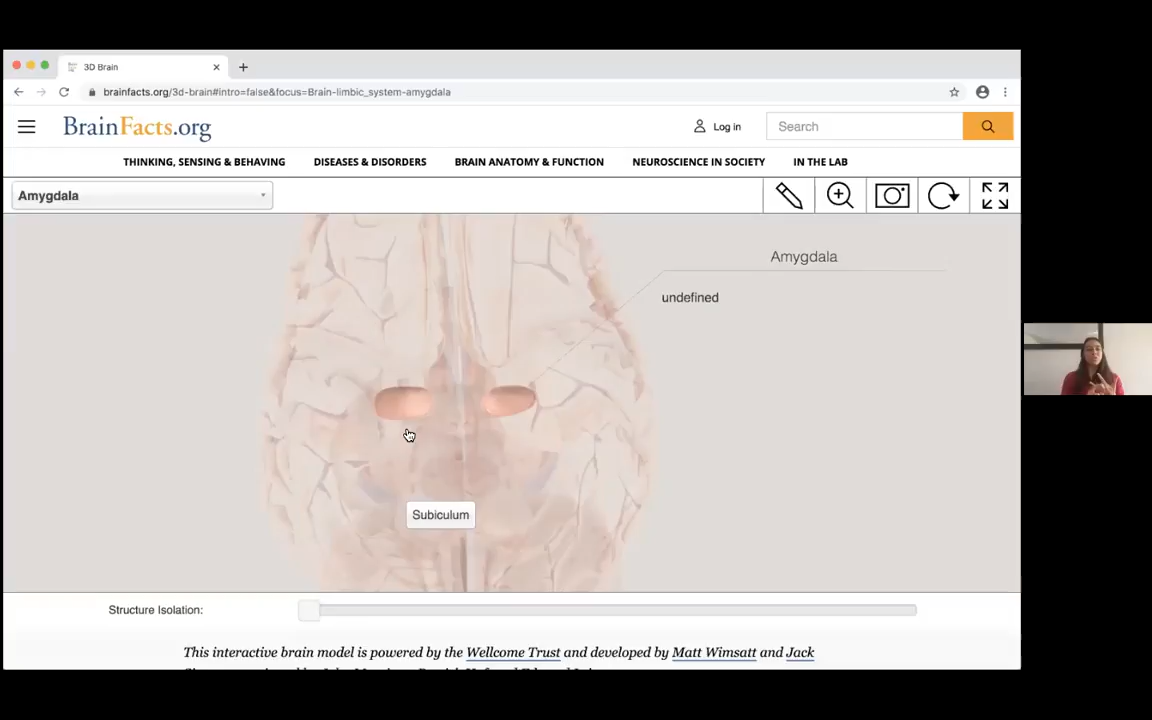 3D Brain
brainfacts.org/3d-brain#intro=false&focus=Brain-limbic_system-amygdala
BrainFacts.org
Log in
Search
THINKING, SENSING & BEHAVING
DISEASES & DISORDERS
BRAIN ANATOMY & FUNCTION
NEUROSCIENCE IN SOCIETY
IN THE LAB
Amygdala
Amygdala
undefined
Subiculum
Structure Isolation:
This interactive brain model is powered by the Wellcome Trust and developed by Matt Wimsatt and Jack